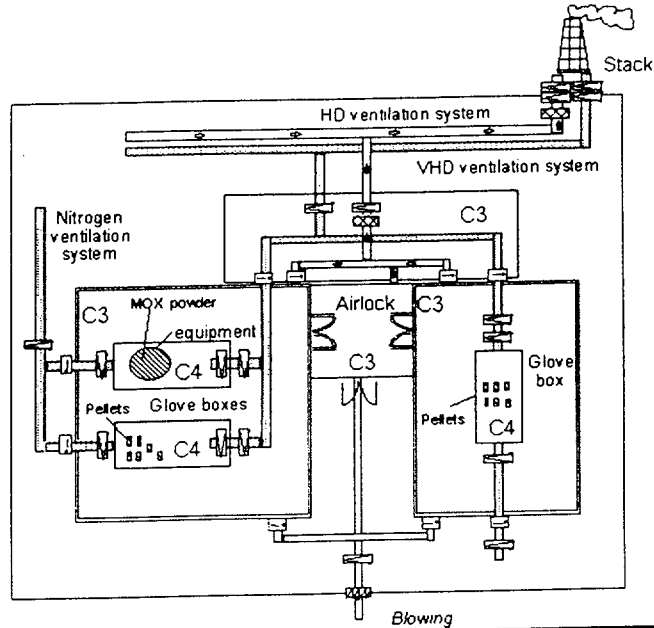 Stack
HD ventilation system
VHD ventilation system
Nitrogen
ventilation
system
C3
C3
MOX powder
equipment
C4
Pellets
Glove boxes
C4
Airlock
C3
C3
Glove
box
Pellets
C4
Blowing